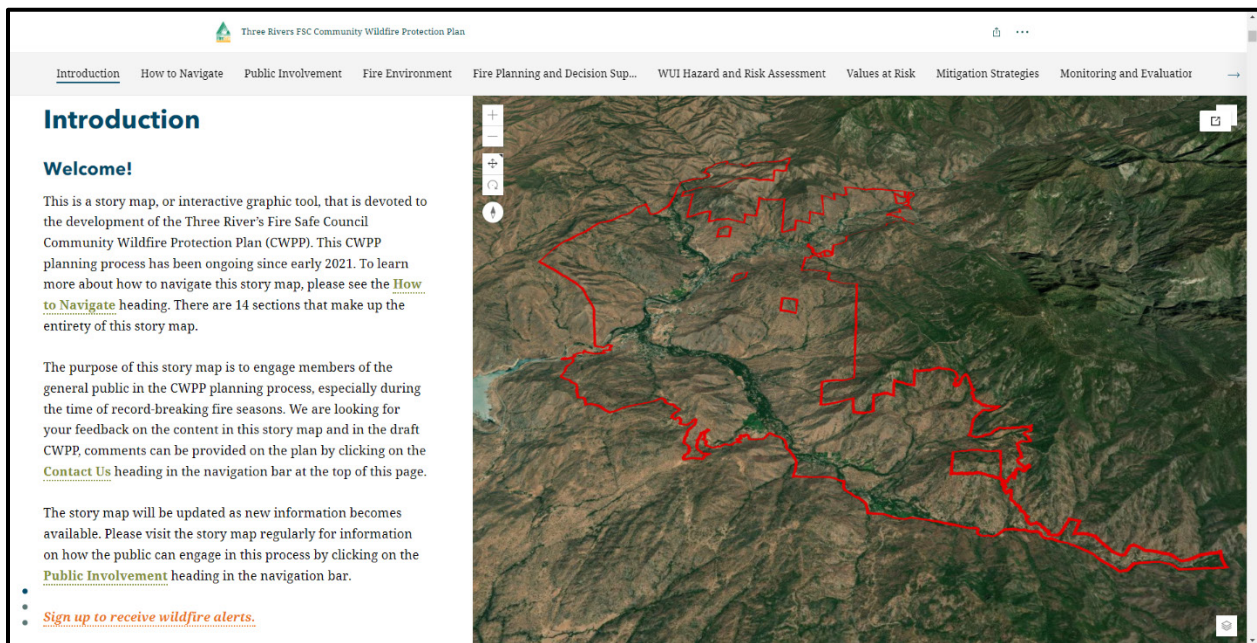 Three Rivers FSC Community Wildfire Protection Plan
Introduction How to Navigate Public Involvement Fire Environment Fire Planning and Decision Sup... WUI Hazard and Risk Assessment Values at Risk Mitigation Strategies Monitoring and Evaluation
Introduction
Welcome!
This is a story map, or interactive graphic tool, that is devoted to
the development of the Three River's Fire Safe Council
Community Wildfire Protection Plan (CWPP). This CWPP
planning process has been ongoing since early 2021. To learn
more about how to navigate this story map, please see the How
to Navigate heading. There are 14 sections that make up the
entirety of this story map.
The purpose of this story map is to engage members of the
general public in the CWPP planning process, especially during
the time of record-breaking fire seasons. We are looking for
your feedback on the content in this story map and in the draft
CWPP, comments can be provided on the plan by clicking on the
Contact Us heading in the navigation bar at the top of this page.
The story map will be updated as new information becomes
available. Please visit the story map regularly for information
on how the public can engage in this process by clicking on the
Public Involvement heading in the navigation bar.
Sign up to receive wildfire alerts.